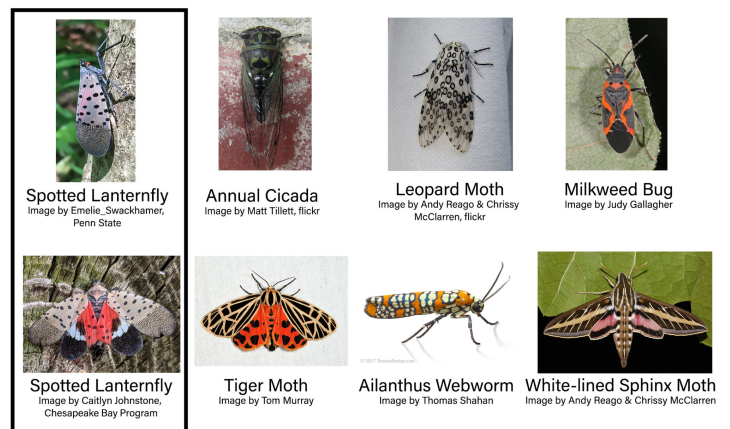 Spotted Lanternfly
Image by Emelie_Swackhamer,
Penn State
Annual Cicada
Image by Matt Tillett, flickr
Leopard Moth
Image by Andy Reago & Chrissy
McClarren, flickr
Milkweed Bug
Image by Judy Gallagher
Spotted Lanternfly
Image by Caitlyn Johnstone,
Chesapeake Bay Program
Tiger Moth
Image by Tom Murray
© 2017 ThomasShahan.com
Ailanthus Webworm
Image by Thomas Shahan
White-lined Sphinx Moth
Image by Andy Reago & Chrissy McClarren